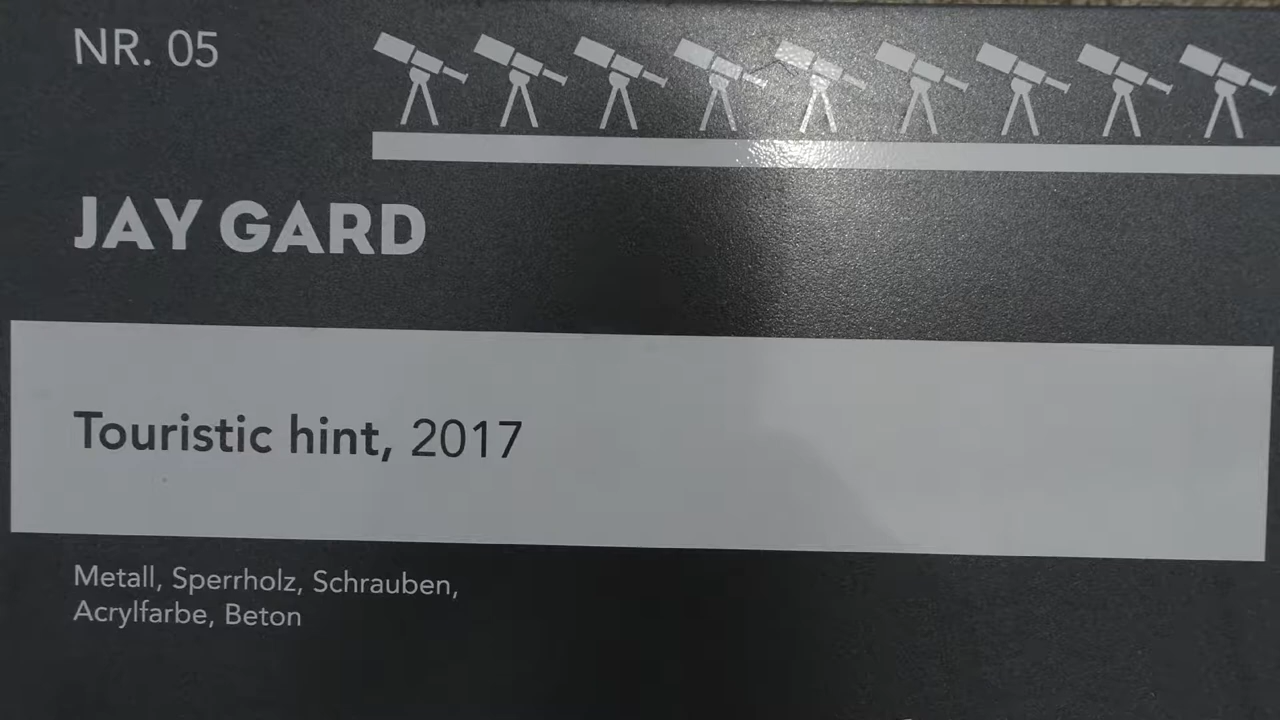 NR. 05
JAY GARD
Touristic hint, 2017
Metall, Sperrholz, Schrauben,
Acrylfarbe, Beton